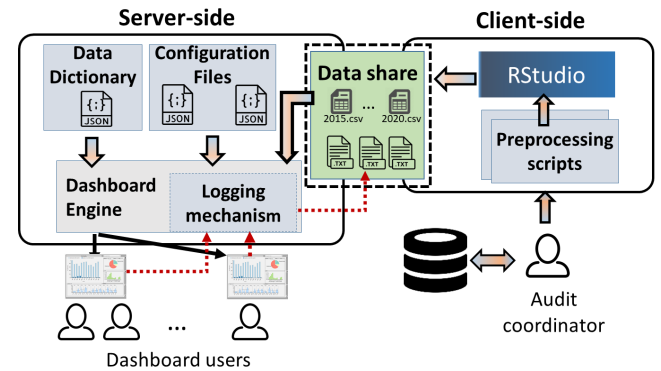 Server-side
Client-side
Data
Dictionary
{;}
.JSON
Configuration
Files
{;}
.JSON
{;}
.JSON
Data share
...
2015.csv
2020.csv
.TXT
.TXT
.TXT
RStudio
Preprocessing
scripts
Dashboard
Engine
Logging
mechanism
...
Dashboard users
Audit
coordinator